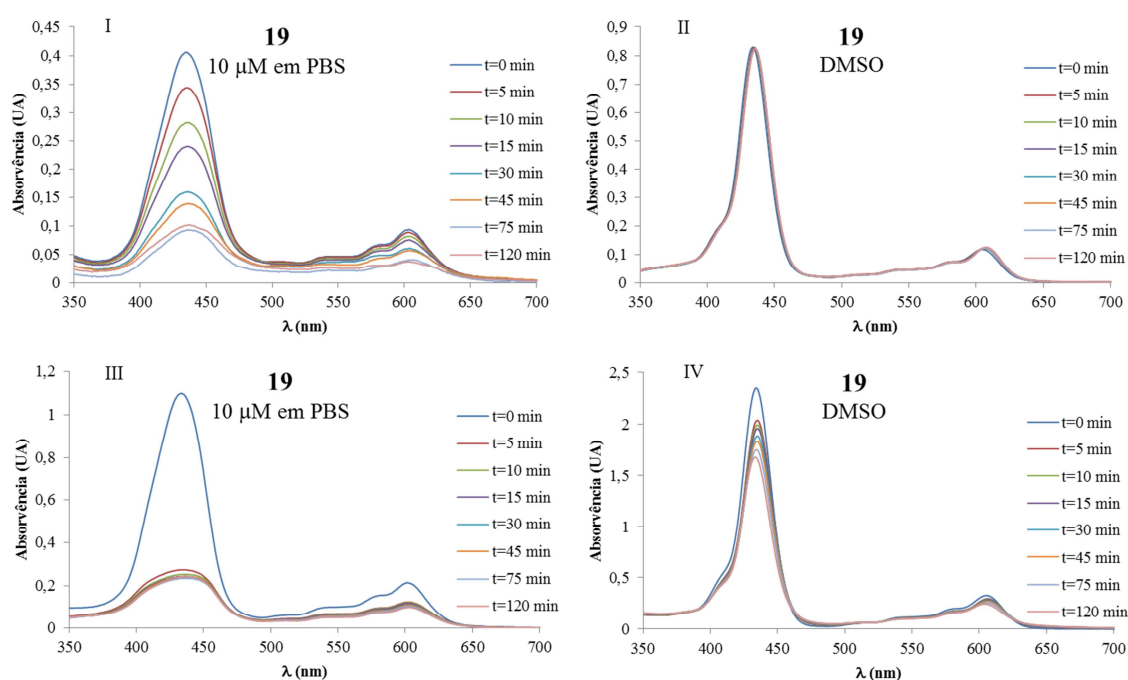 I
19
10 µM em PBS
Absorvência (UA)
0,45
0,4
0,35
0,3
0,25
0,2
0,15
0,1
0,05
0
350 400 450 500 550 600 650 700
λ (nm)
t=0 min
t=5 min
t=10 min
t=15 min
t=30 min
t=45 min
t=75 min
t=120 min
II
19
DMSO
Absorvência (UA)
0,9
0,8
0,7
0,6
0,5
0,4
0,3
0,2
0,1
0
350 400 450 500 550 600 650 700
λ (nm)
t=0 min
t=5 min
t=10 min
t=15 min
t=30 min
t=45 min
t=75 min
t=120 min
III
19
10 µM em PBS
Absorvência (UA)
1,2
1
0,8
0,6
0,4
0,2
0
350 400 450 500 550 600 650 700
λ (nm)
t=0 min
t=5 min
t=10 min
t=15 min
t=30 min
t=45 min
t=75 min
t=120 min
IV
19
DMSO
Absorvência (UA)
2,5
2
1,5
1
0,5
0
350 400 450 500 550 600 650 700
λ (nm)
t=0 min
t=5 min
t=10 min
t=15 min
t=30 min
t=45 min
t=75 min
t=120 min